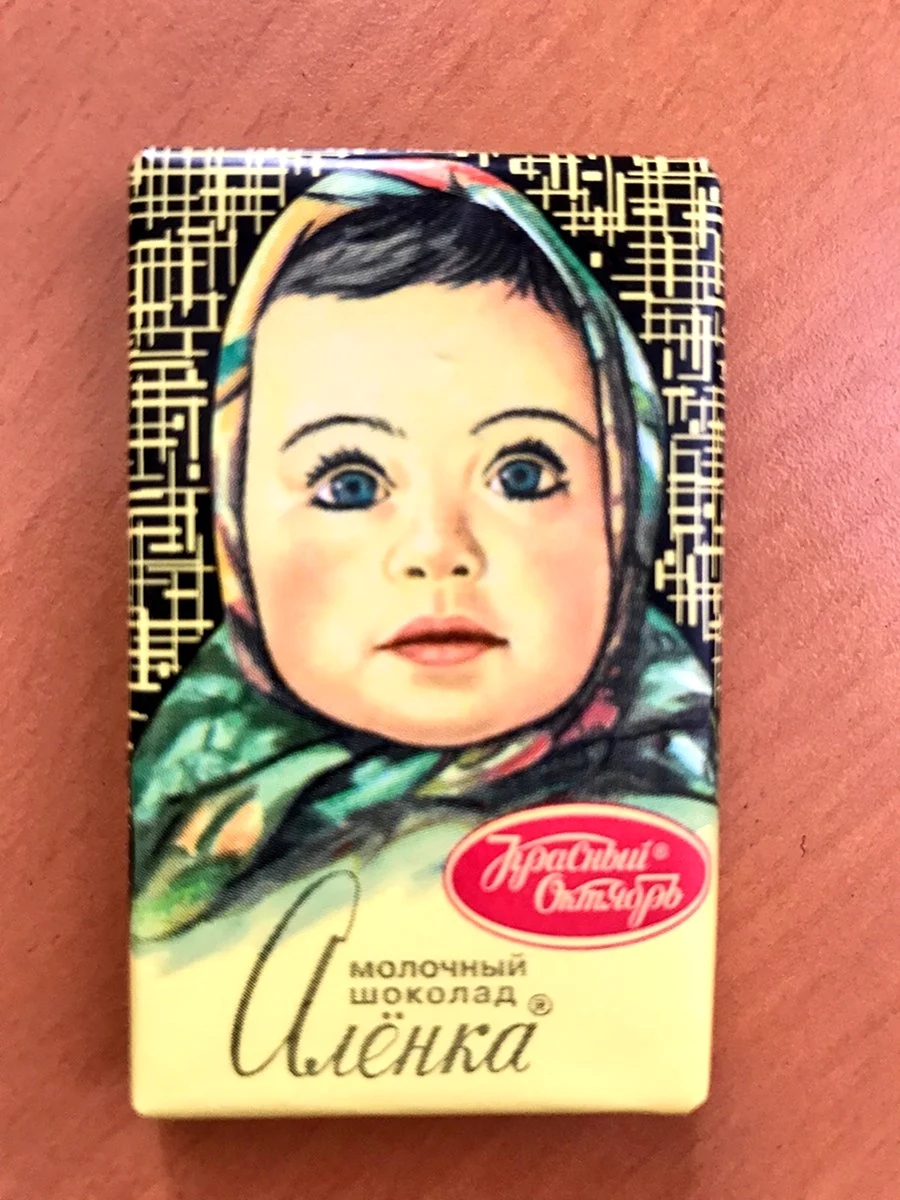 Красный®
Октябрь
молочный
шоколад
Алёнка®